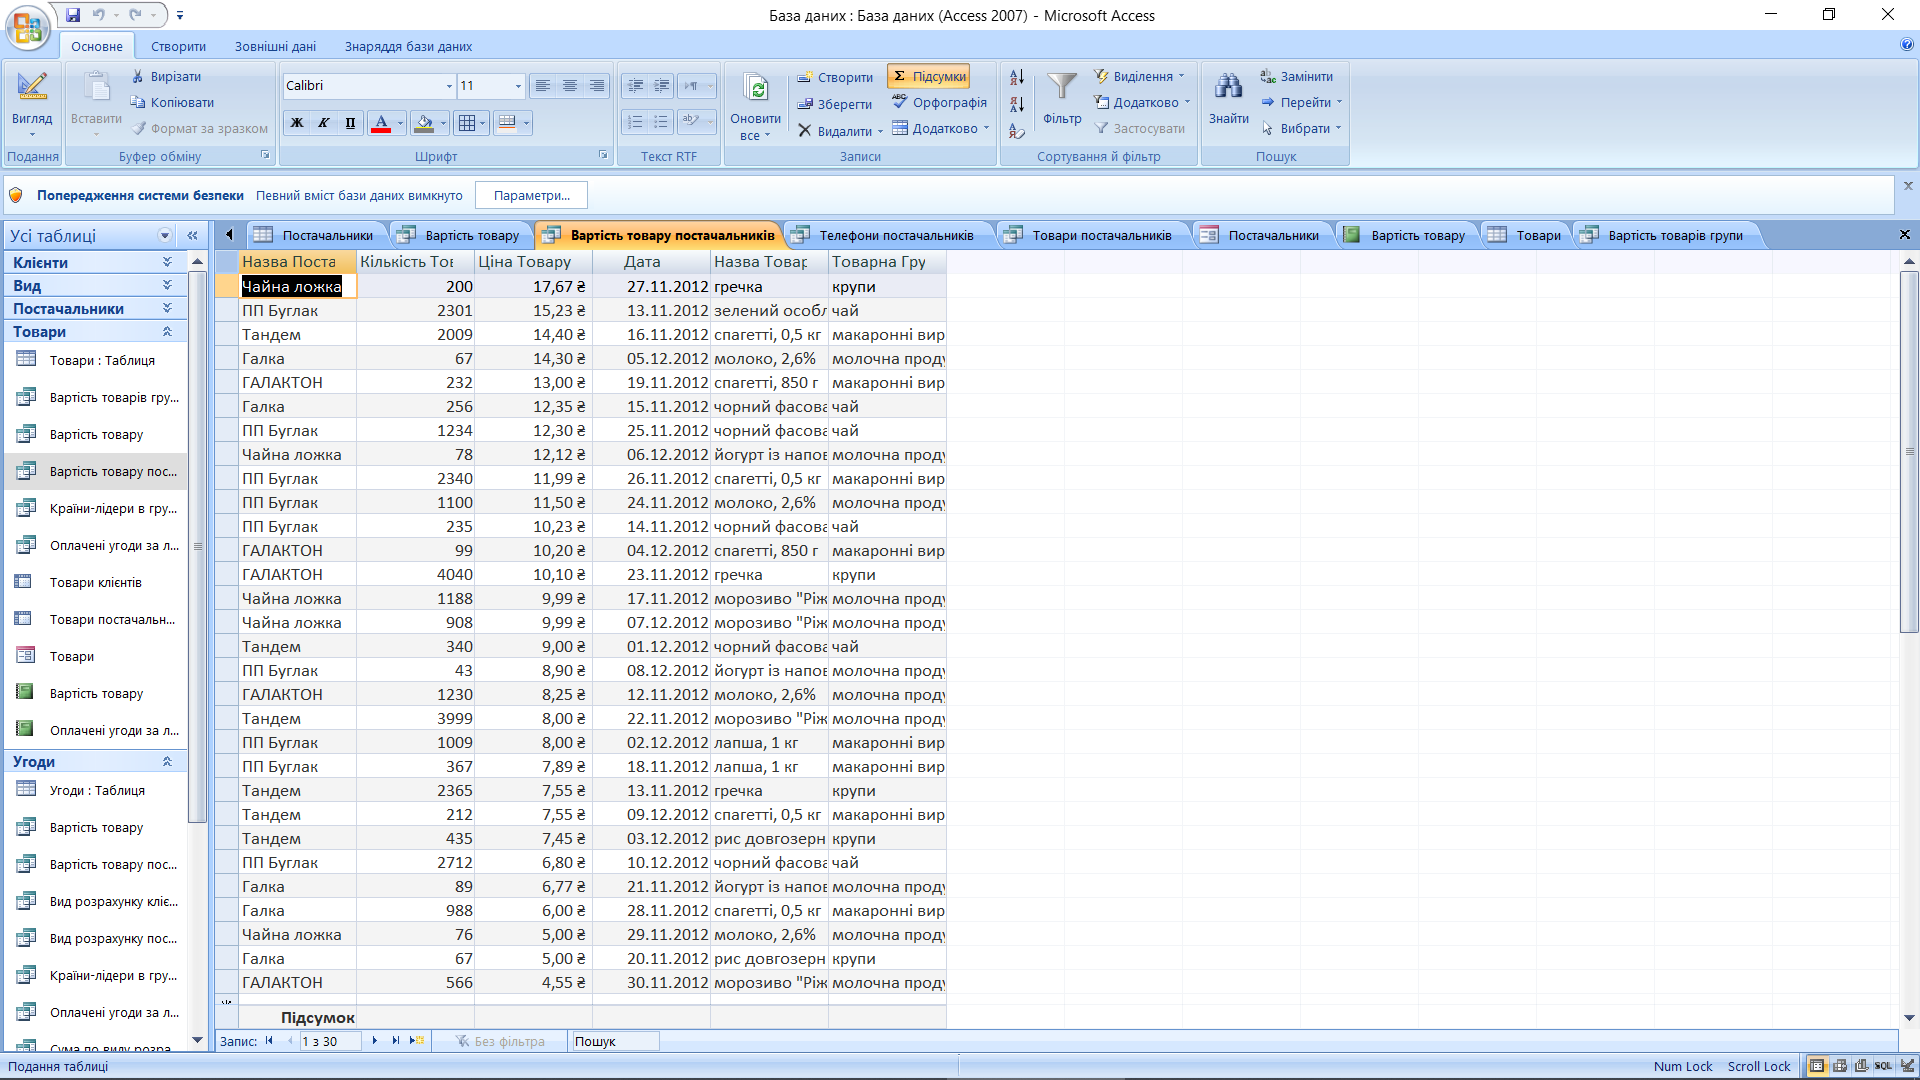 База даних : База даних (Access 2007) - Microsoft Access
Основне Створити Зовнішні дані Знаряддя бази даних
Вигляд
Подання
Вставити
Вирізати
Копіювати
Формат за зразком
Буфер обміну
Calibri 11
Ж К П А
Шрифт
Текст RTF
Оновити все
Створити
Зберегти
Видалити
Σ Підсумки
Орфографія
Додатково
Записи
Фільтр
Виділення
Додатково
Застосувати
Сортування й фільтр
Знайти
Замінити
Перейти
Вибрати
Пошук
Попередження системи безпеки Певний вміст бази даних вимкнуто Параметри...
Усі таблиці
Клієнти
Вид
Постачальники
Товари
Товари : Таблиця
Вартість товарів гру...
Вартість товару
Вартість товару пос...
Країни-лідери в гру...
Оплачені угоди за л...
Товари клієнтів
Товари постачальн...
Товари
Вартість товару
Оплачені угоди за л...
Угоди
Угоди : Таблиця
Вартість товару
Вартість товару пос...
Вид розрахунку кліє...
Вид розрахунку пос...
Країни-лідери в гру...
Оплачені угоди за л...
Постачальники Вартість товару Вартість товару постачальників Телефони постачальників Товари постачальників Постачальники Вартість товару Товари Вартість товарів групи
Назва Поста Кількість Тов Ціна Товару Дата Назва Товар Товарна Гру
Чайна ложка 200 17,67 ₴ 27.11.2012 гречка крупи
ПП Буглак 2301 15,23 ₴ 13.11.2012 зелений особл чай
Тандем 2009 14,40 ₴ 16.11.2012 спагетті, 0,5 кг макаронні вир
Галка 67 14,30 ₴ 05.12.2012 молоко, 2,6% молочна проду
ГАЛАКТОН 232 13,00 ₴ 19.11.2012 спагетті, 850 г макаронні вир
Галка 256 12,35 ₴ 15.11.2012 чорний фасова чай
ПП Буглак 1234 12,30 ₴ 25.11.2012 чорний фасова чай
Чайна ложка 78 12,12 ₴ 06.12.2012 йогурт із напов молочна проду
ПП Буглак 2340 11,99 ₴ 26.11.2012 спагетті, 0,5 кг макаронні вир
ПП Буглак 1100 11,50 ₴ 24.11.2012 молоко, 2,6% молочна проду
ПП Буглак 235 10,23 ₴ 14.11.2012 чорний фасова чай
ГАЛАКТОН 99 10,20 ₴ 04.12.2012 спагетті, 850 г макаронні вир
ГАЛАКТОН 4040 10,10 ₴ 23.11.2012 гречка крупи
Чайна ложка 1188 9,99 ₴ 17.11.2012 морозиво "Ріж молочна проду
Чайна ложка 908 9,99 ₴ 07.12.2012 морозиво "Ріж молочна проду
Тандем 340 9,00 ₴ 01.12.2012 чорний фасова чай
ПП Буглак 43 8,90 ₴ 08.12.2012 йогурт із напов молочна проду
ГАЛАКТОН 1230 8,25 ₴ 12.11.2012 молоко, 2,6% молочна проду
Тандем 3999 8,00 ₴ 22.11.2012 морозиво "Ріж молочна проду
ПП Буглак 1009 8,00 ₴ 02.12.2012 лапша, 1 кг макаронні вир
ПП Буглак 367 7,89 ₴ 18.11.2012 лапша, 1 кг макаронні вир
Тандем 2365 7,55 ₴ 13.11.2012 гречка крупи
Тандем 212 7,55 ₴ 09.12.2012 спагетті, 0,5 кг макаронні вир
Тандем 435 7,45 ₴ 03.12.2012 рис довгозерн крупи
ПП Буглак 2712 6,80 ₴ 10.12.2012 чорний фасова чай
Галка 89 6,77 ₴ 21.11.2012 йогурт із напов молочна проду
Галка 988 6,00 ₴ 28.11.2012 спагетті, 0,5 кг макаронні вир
Чайна ложка 76 5,00 ₴ 29.11.2012 молоко, 2,6% молочна проду
Галка 67 5,00 ₴ 20.11.2012 рис довгозерн крупи
ГАЛАКТОН 566 4,55 ₴ 30.11.2012 морозиво "Ріж молочна проду
Підсумок
Запис: 1 з 30 Без фільтра Пошук
Подання таблиці Num Lock Scroll Lock SQL